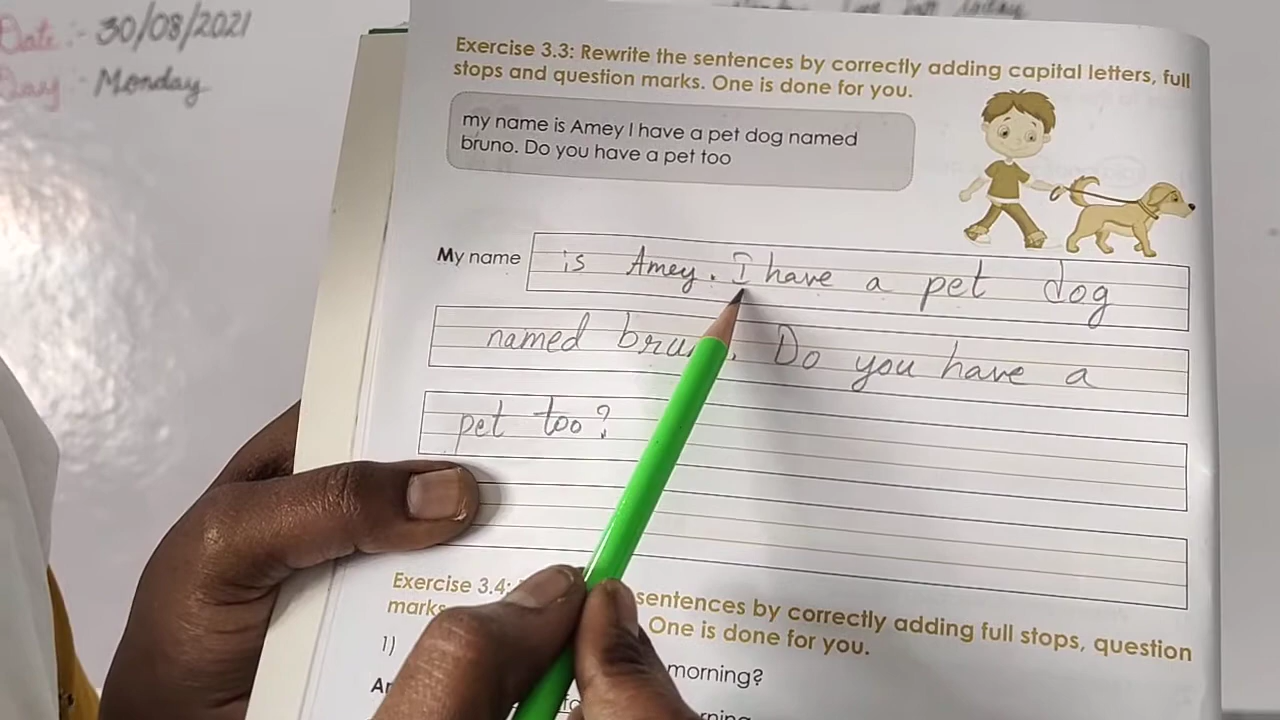 Date :- 30/08/2021
Day :- Monday
Exercise 3.3: Rewrite the sentences by correctly adding capital letters, full
stops and question marks. One is done for you.
my name is Amey I have a pet dog named
bruno. Do you have a pet too
My name is Amey. I have a pet dog
named bru . Do you have a
pet too?
Exercise 3.4: sentences by correctly adding full stops, question
marks One is done for you.
1) morning?